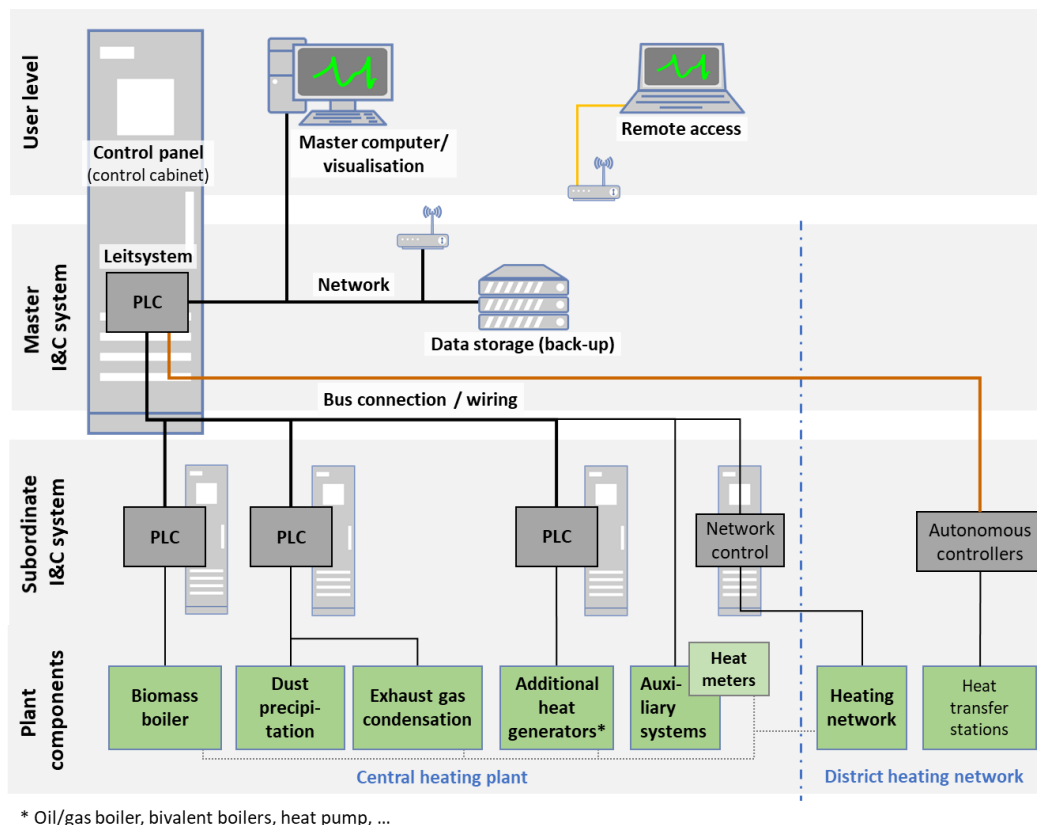 User level
Control panel
(control cabinet)
Master computer/
visualisation
Remote access
Master
I&C system
Leitsystem
PLC
Network
Data storage (back-up)
Bus connection / wiring
Subordinate
I&C system
PLC
PLC
PLC
Network
control
Autonomous
controllers
Plant
components
Biomass
boiler
Dust
precipi-
tation
Exhaust gas
condensation
Additional
heat
generators*
Auxi-
liary
systems
Heat
meters
Heating
network
Heat
transfer
stations
Central heating plant
District heating network
* Oil/gas boiler, bivalent boilers, heat pump, ...